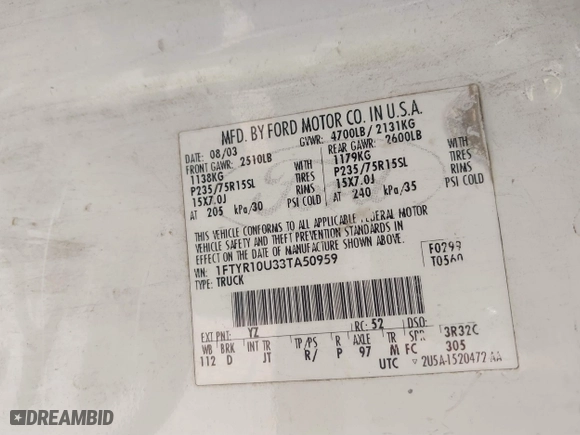 MFD. BY FORD MOTOR CO. IN U.S.A.
DATE: 08/03 GVWR: 4700LB/ 2131KG
FRONT GAWR: 2510LB REAR GAWR: 2600LB
1138KG WITH 1179KG WITH
P235/75R15SL TIRES P235/75R15SL TIRES
15X7.0J RIMS 15X7.0J RIMS
AT 205 kPa/30 PSI COLD AT 240 kPa/35 PSI COLD
THIS VEHICLE CONFORMS TO ALL APPLICABLE FEDERAL MOTOR
VEHICLE SAFETY AND THEFT PREVENTION STANDARDS IN
EFFECT ON THE DATE OF MANUFACTURE SHOWN ABOVE.
VIN: 1FTYR10U33TA50959 F0299
TYPE: TRUCK T0560
EXT PNT: YZ RC: 52 DSO:
WB BRK INT TR TP/PS R AXLE TR SPR 3R32C
112 D JT R/ P 97 M FC 305
UTC 2U5A-1520472-AA
DREAMBID